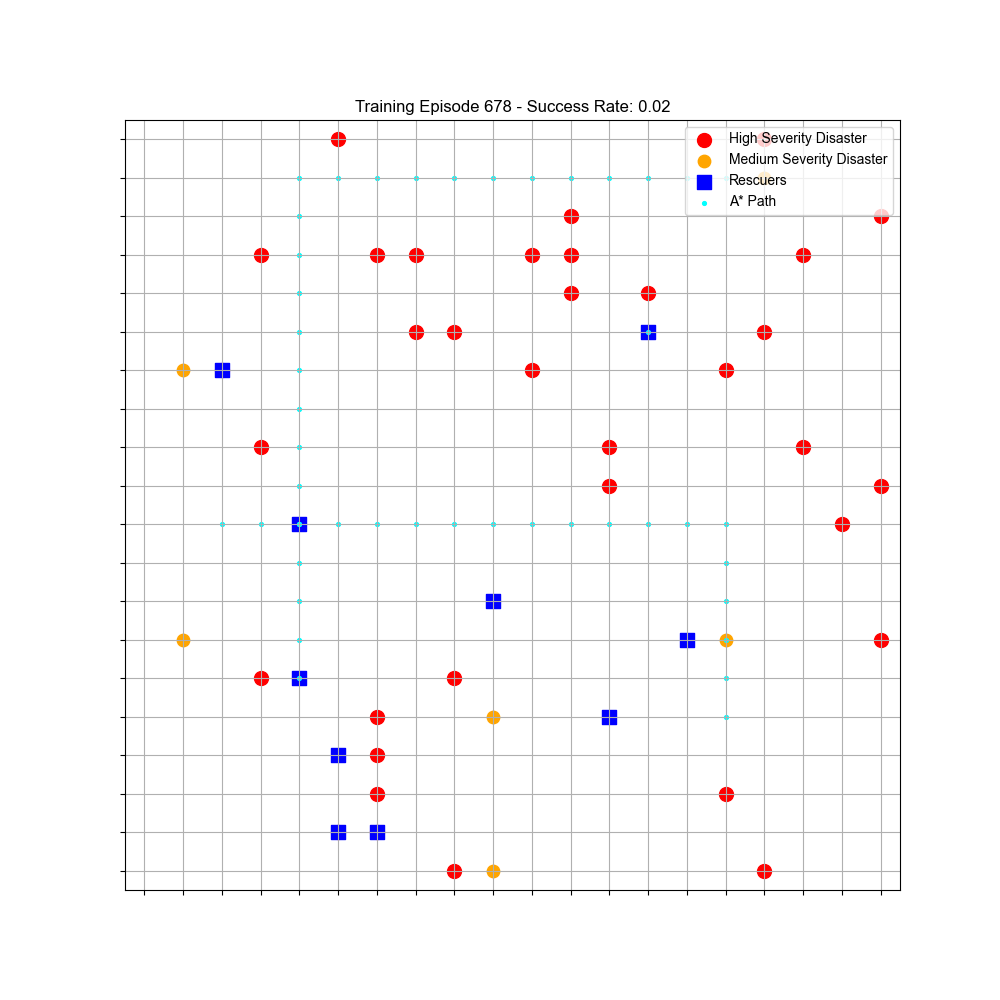 Training Episode 678 - Success Rate: 0.02
High Severity Disaster
Medium Severity Disaster
Rescuers
A* Path